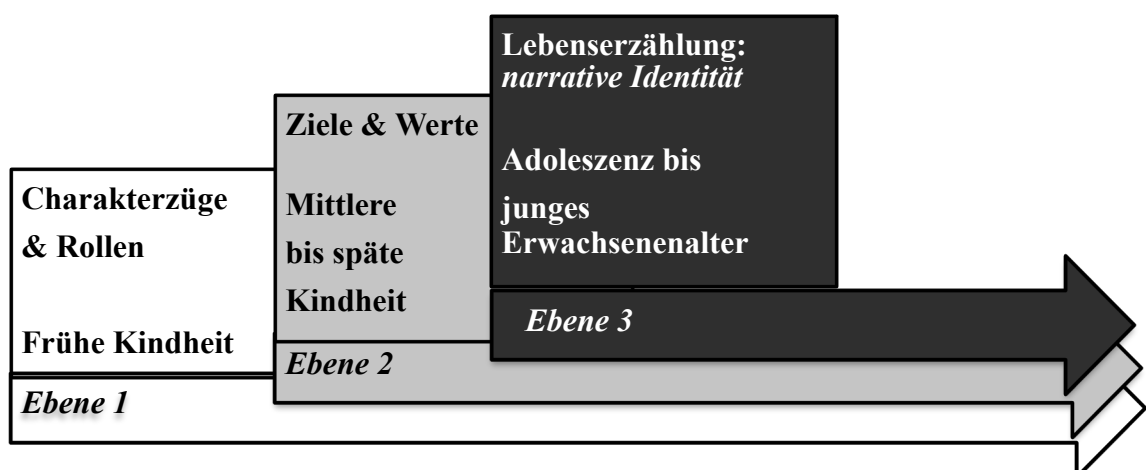 Charakterzüge
& Rollen
Frühe Kindheit
Ebene 1
Ziele & Werte
Mittlere
bis späte
Kindheit
Ebene 2
Lebenserzählung:
narrative Identität
Adoleszenz bis
junges
Erwachsenenalter
Ebene 3